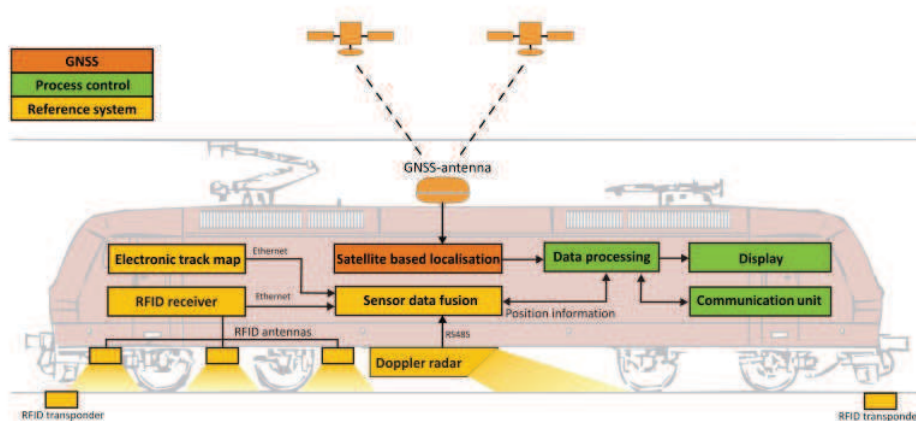 GNSS
Process control
Reference system
GNSS-antenna
Electronic track map
Ethernet
Satellite based localisation
Data processing
Display
RFID receiver
Ethernet
Sensor data fusion
Position information
Communication unit
RFID antennas
RS485
Doppler radar
RFID transponder
RFID transponder